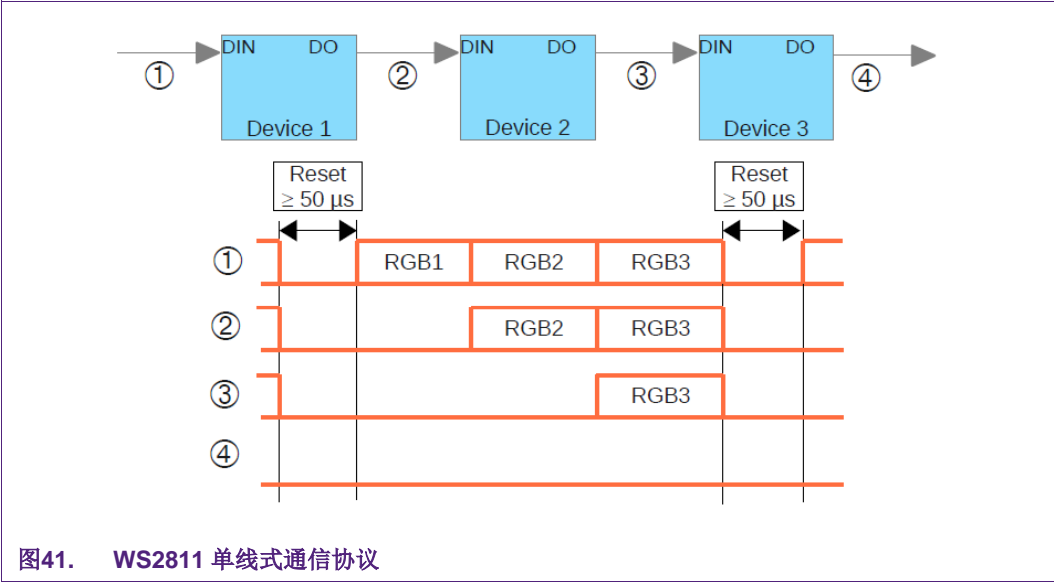 DIN DO DIN DO DIN DO
① ② ③ ④
Device 1 Device 2 Device 3
Reset
≥ 50 µs
Reset
≥ 50 µs
① RGB1 RGB2 RGB3
② RGB2 RGB3
③ RGB3
④
图41. WS2811 单线式通信协议